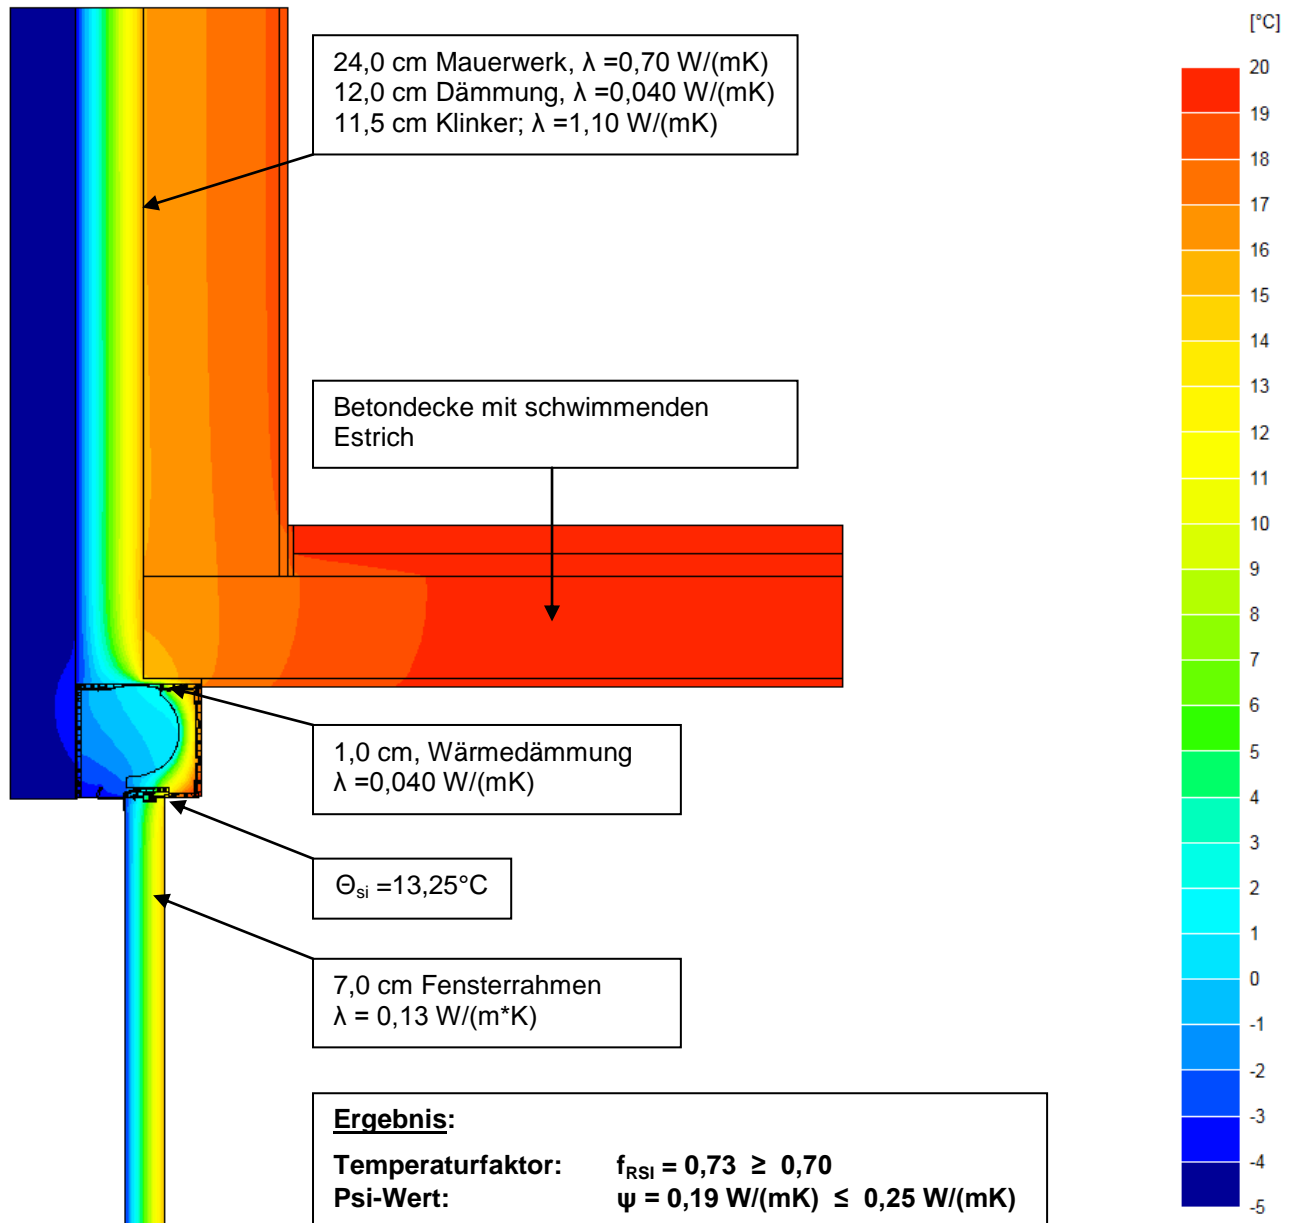 [°C]
24,0 cm Mauerwerk, λ =0,70 W/(mK)
12,0 cm Dämmung, λ =0,040 W/(mK)
11,5 cm Klinker; λ =1,10 W/(mK)
Betondecke mit schwimmenden
Estrich
1,0 cm, Wärmedämmung
λ =0,040 W/(mK)
Θsi =13,25°C
7,0 cm Fensterrahmen
λ = 0,13 W/(m*K)
Ergebnis:
Temperaturfaktor: fRSI = 0,73 ≥ 0,70
Psi-Wert: ψ = 0,19 W/(mK) ≤ 0,25 W/(mK)
20
19
18
17
16
15
14
13
12
11
10
9
8
7
6
5
4
3
2
1
0
-1
-2
-3
-4
-5